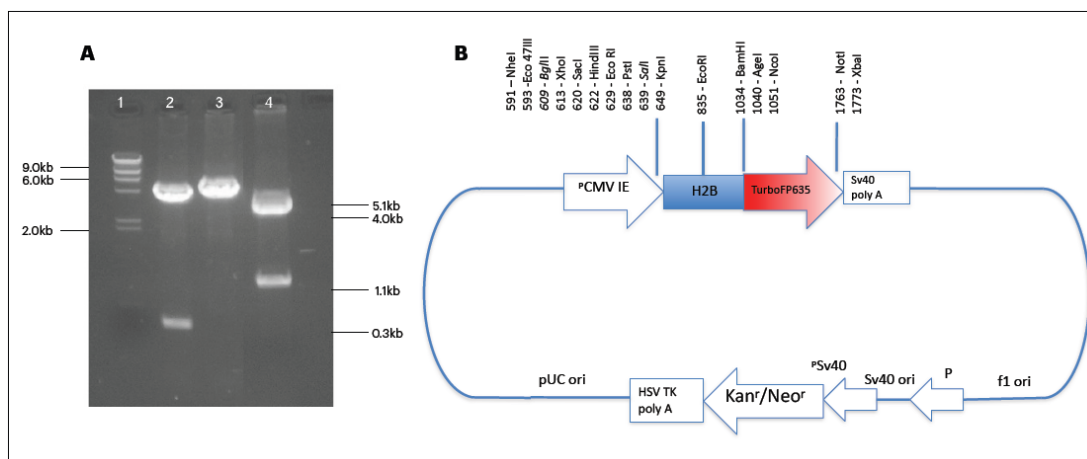 A
1
2
3
4
9.0kb
6.0kb
2.0kb
5.1kb
4.0kb
1.1kb
0.3kb
B
591 – NheI
593 -Eco 47III
609 -BglII
613 - XhoI
620 - SacI
622 - HindIII
629 – Eco RI
638 - PstI
639 - SalI
649 - KpnI
835 - EcoRI
1034 - BamHI
1040 - AgeI
1051 - NcoI
1763 - NotI
1773 – XbaI
ᴾCMV IE
H2B
TurboFP635
Sv40
poly A
pUC ori
HSV TK
poly A
Kanʳ/Neoʳ
ᴾSv40
Sv40 ori
P
f1 ori